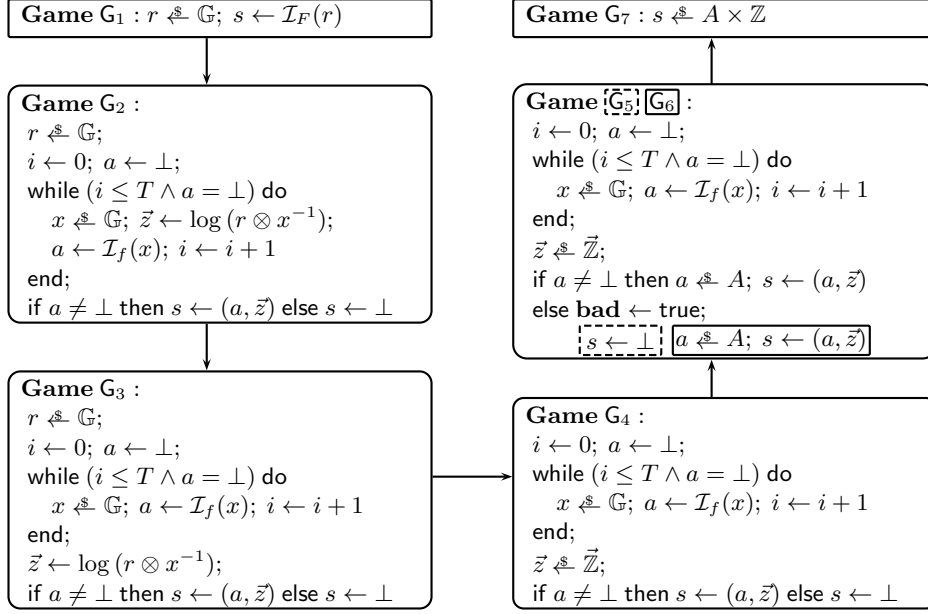 Game G₁ : r ←$ 𝔾; s ← ℐ_F(r)
Game G₂ :
r ←$ 𝔾;
i ← 0; a ← ⊥;
while (i ≤ T ∧ a = ⊥) do
x ←$ 𝔾; z⃗ ← log (r ⊗ x⁻¹);
a ← ℐ_f(x); i ← i + 1
end;
if a ≠ ⊥ then s ← (a, z⃗) else s ← ⊥
Game G₃ :
r ←$ 𝔾;
i ← 0; a ← ⊥;
while (i ≤ T ∧ a = ⊥) do
x ←$ 𝔾; a ← ℐ_f(x); i ← i + 1
end;
z⃗ ← log (r ⊗ x⁻¹);
if a ≠ ⊥ then s ← (a, z⃗) else s ← ⊥
Game G₄ :
i ← 0; a ← ⊥;
while (i ≤ T ∧ a = ⊥) do
x ←$ 𝔾; a ← ℐ_f(x); i ← i + 1
end;
z⃗ ←$ ℤ⃗;
if a ≠ ⊥ then s ← (a, z⃗) else s ← ⊥
Game G₅ G₆ :
i ← 0; a ← ⊥;
while (i ≤ T ∧ a = ⊥) do
x ←$ 𝔾; a ← ℐ_f(x); i ← i + 1
end;
z⃗ ←$ ℤ⃗;
if a ≠ ⊥ then a ←$ A; s ← (a, z⃗)
else bad ← true;
s ← ⊥ a ←$ A; s ← (a, z⃗)
Game G₇ : s ←$ A × ℤ